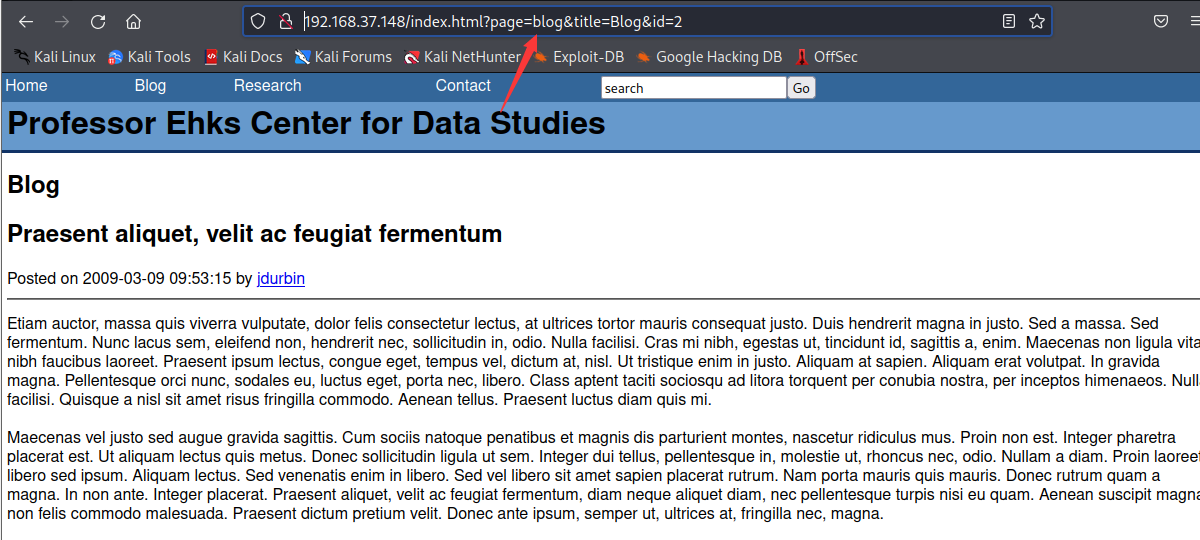 192.168.37.148/index.html?page=blog&title=Blog&id=2
Kali Linux Kali Tools Kali Docs Kali Forums Kali NetHunter Exploit-DB Google Hacking DB OffSec
Home Blog Research Contact search Go
Professor Ehks Center for Data Studies
Blog
Praesent aliquet, velit ac feugiat fermentum
Posted on 2009-03-09 09:53:15 by jdurbin
Etiam auctor, massa quis viverra vulputate, dolor felis consectetur lectus, at ultrices tortor mauris consequat justo. Duis hendrerit magna in justo. Sed a massa. Sed
fermentum. Nunc lacus sem, eleifend non, hendrerit nec, sollicitudin in, odio. Nulla facilisi. Cras mi nibh, egestas ut, tincidunt id, sagittis a, enim. Maecenas non ligula vita
nibh faucibus laoreet. Praesent ipsum lectus, congue eget, tempus vel, dictum at, nisl. Ut tristique enim in justo. Aliquam at sapien. Aliquam erat volutpat. In gravida
magna. Pellentesque orci nunc, sodales eu, luctus eget, porta nec, libero. Class aptent taciti sociosqu ad litora torquent per conubia nostra, per inceptos himenaeos. Null
facilisi. Quisque a nisl sit amet risus fringilla commodo. Aenean tellus. Praesent luctus diam quis mi.
Maecenas vel justo sed augue gravida sagittis. Cum sociis natoque penatibus et magnis dis parturient montes, nascetur ridiculus mus. Proin non est. Integer pharetra
placerat est. Ut aliquam lectus quis metus. Donec sollicitudin ligula ut sem. Integer dui tellus, pellentesque in, molestie ut, rhoncus nec, odio. Nullam a diam. Proin laoreet
libero sed ipsum. Aliquam lectus. Sed venenatis enim in libero. Sed vel libero sit amet sapien placerat rutrum. Nam porta mauris quis mauris. Donec rutrum quam a
magna. In non ante. Integer placerat. Praesent aliquet, velit ac feugiat fermentum, diam neque aliquet diam, nec pellentesque turpis nisi eu quam. Aenean suscipit magna
non felis commodo malesuada. Praesent dictum pretium velit. Donec ante ipsum, semper ut, ultrices at, fringilla nec, magna.